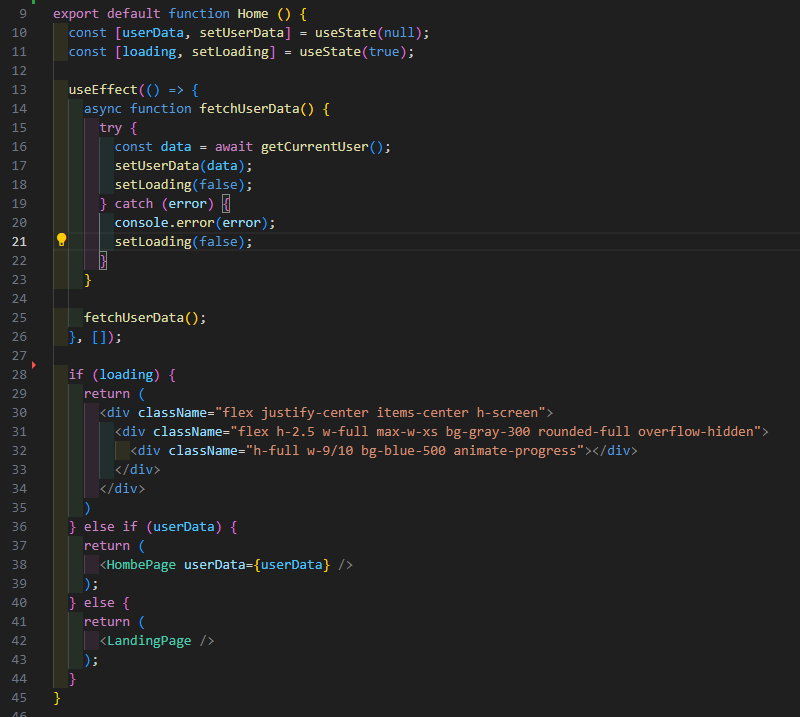 9 export default function Home () {
10 const [userData, setUserData] = useState(null);
11 const [loading, setLoading] = useState(true);
12
13 useEffect(() => {
14 async function fetchUserData() {
15 try {
16 const data = await getCurrentUser();
17 setUserData(data);
18 setLoading(false);
19 } catch (error) {
20 console.error(error);
21 setLoading(false);
22 }
23 }
24
25 fetchUserData();
26 }, []);
27
28 if (loading) {
29 return (
30 <div className="flex justify-center items-center h-screen">
31 <div className="flex h-2.5 w-full max-w-xs bg-gray-300 rounded-full overflow-hidden">
32 <div className="h-full w-9/10 bg-blue-500 animate-progress"></div>
33 </div>
34 </div>
35 )
36 } else if (userData) {
37 return (
38 <HombePage userData={userData} />
39 );
40 } else {
41 return (
42 <LandingPage />
43 );
44 }
45 }
46